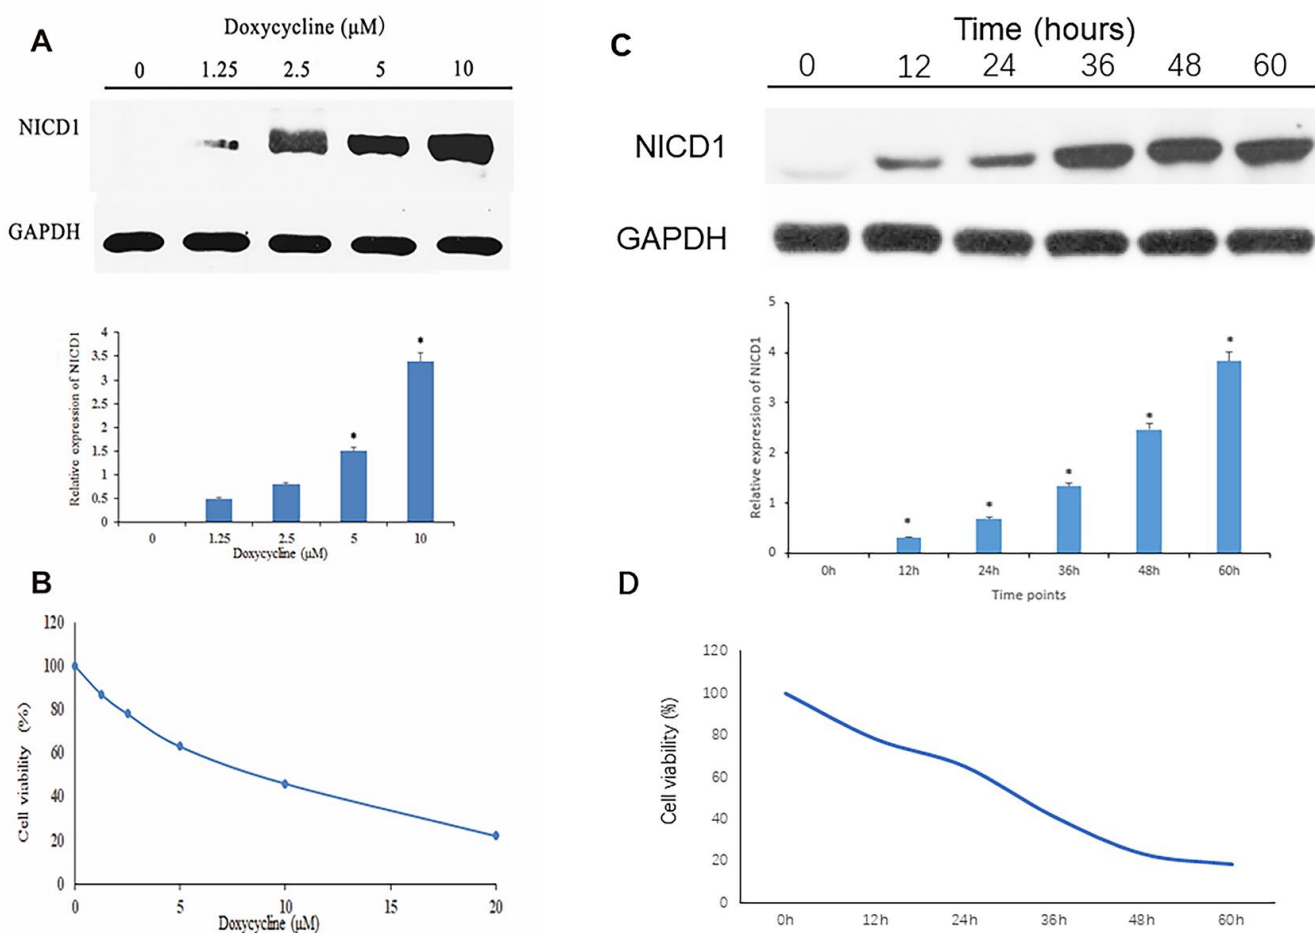 A
Doxycycline (μM)
0 1.25 2.5 5 10
NICD1
GAPDH
Relative expression of NICD1
4
3.5
3
2.5
2
1.5
1
0.5
0
* *
0 1.25 2.5 5 10
Doxycycline (μM)
B
Cell viability (%)
120
100
80
60
40
20
0
0 5 10 15 20
Doxycycline (μM)
C
Time (hours)
0 12 24 36 48 60
NICD1
GAPDH
Relative expression of NICD1
5
4
3
2
1
0
* * * * *
0h 12h 24h 36h 48h 60h
Time points
D
Cell viability (%)
120
100
80
60
40
20
0
0h 12h 24h 36h 48h 60h